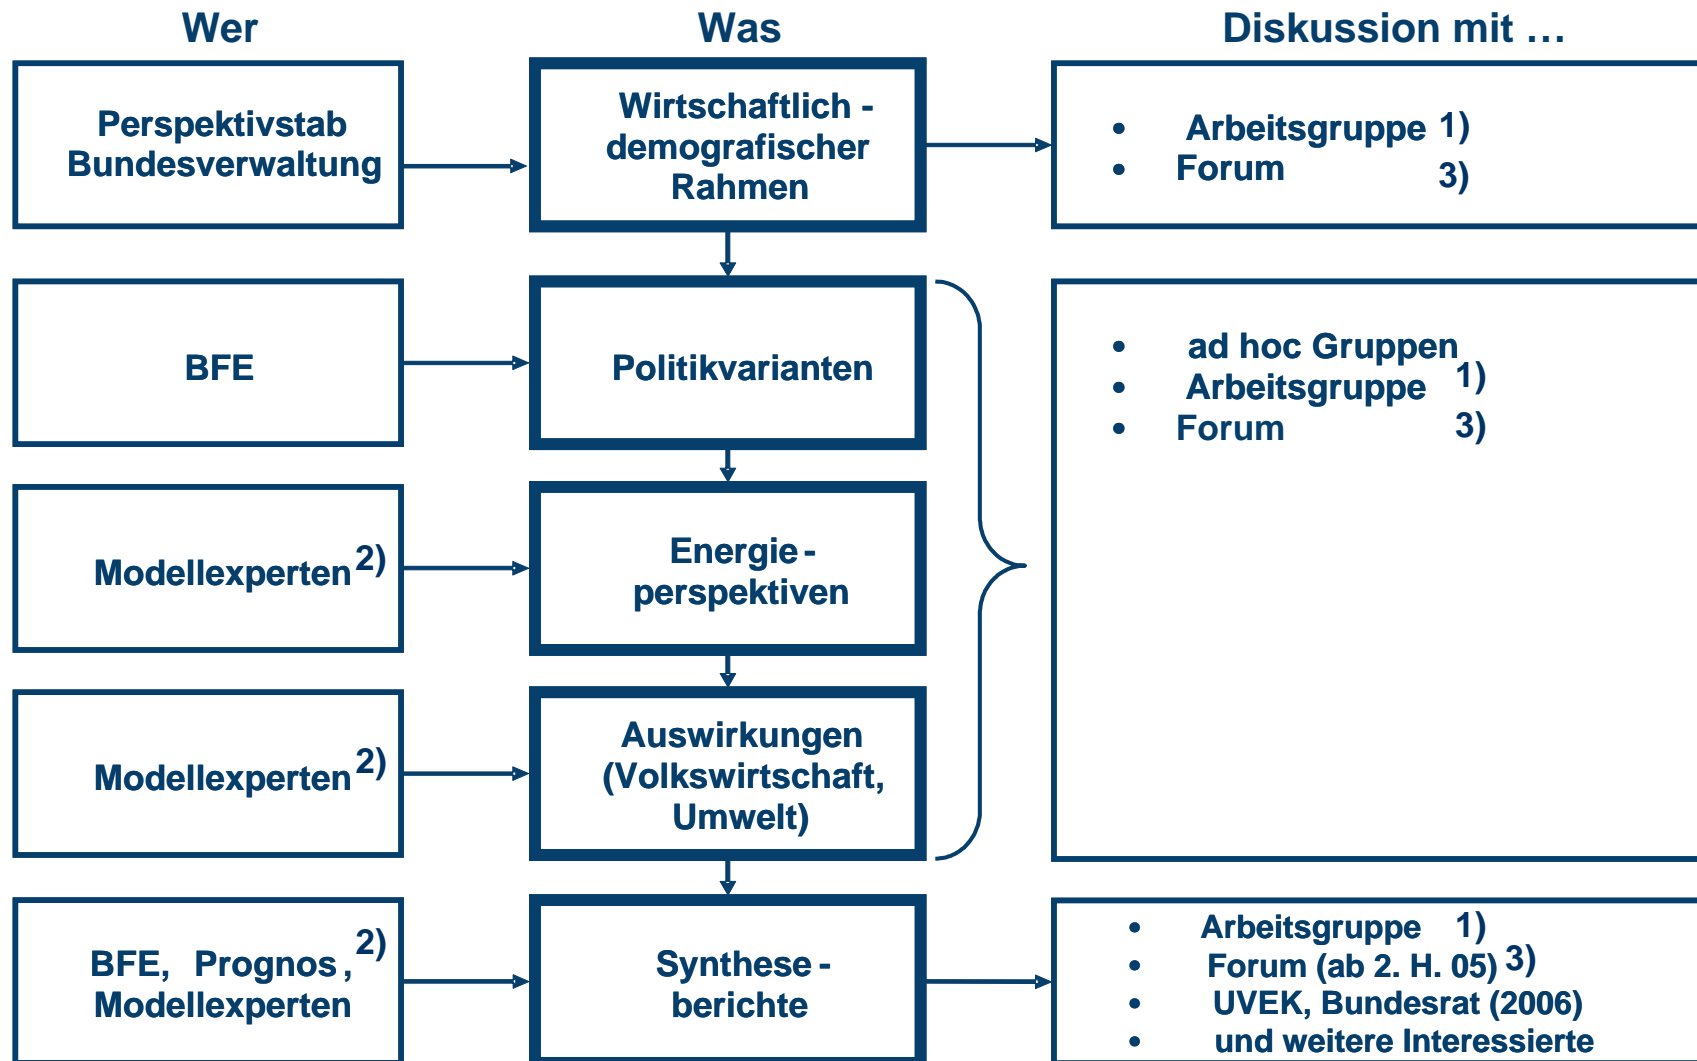 Wer
Was
Diskussion mit ...
Perspektivstab
Bundesverwaltung
Wirtschaftlich -
demografischer
Rahmen
• Arbeitsgruppe 1)
• Forum 3)
BFE
Politikvarianten
• ad hoc Gruppen
• Arbeitsgruppe 1)
• Forum 3)
Modellexperten 2)
Energie -
perspektiven
Modellexperten 2)
Auswirkungen
(Volkswirtschaft,
Umwelt)
BFE, Prognos, 2)
Modellexperten
Synthese -
berichte
• Arbeitsgruppe 1)
• Forum (ab 2. H. 05) 3)
• UVEK, Bundesrat (2006)
• und weitere Interessierte